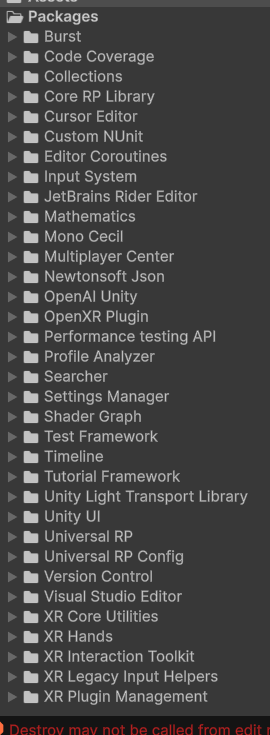 Assets
Packages
Burst
Code Coverage
Collections
Core RP Library
Cursor Editor
Custom NUnit
Editor Coroutines
Input System
JetBrains Rider Editor
Mathematics
Mono Cecil
Multiplayer Center
Newtonsoft Json
OpenAI Unity
OpenXR Plugin
Performance testing API
Profile Analyzer
Searcher
Settings Manager
Shader Graph
Test Framework
Timeline
Tutorial Framework
Unity Light Transport Library
Unity UI
Universal RP
Universal RP Config
Version Control
Visual Studio Editor
XR Core Utilities
XR Hands
XR Interaction Toolkit
XR Legacy Input Helpers
XR Plugin Management
Destroy may not be called from edit